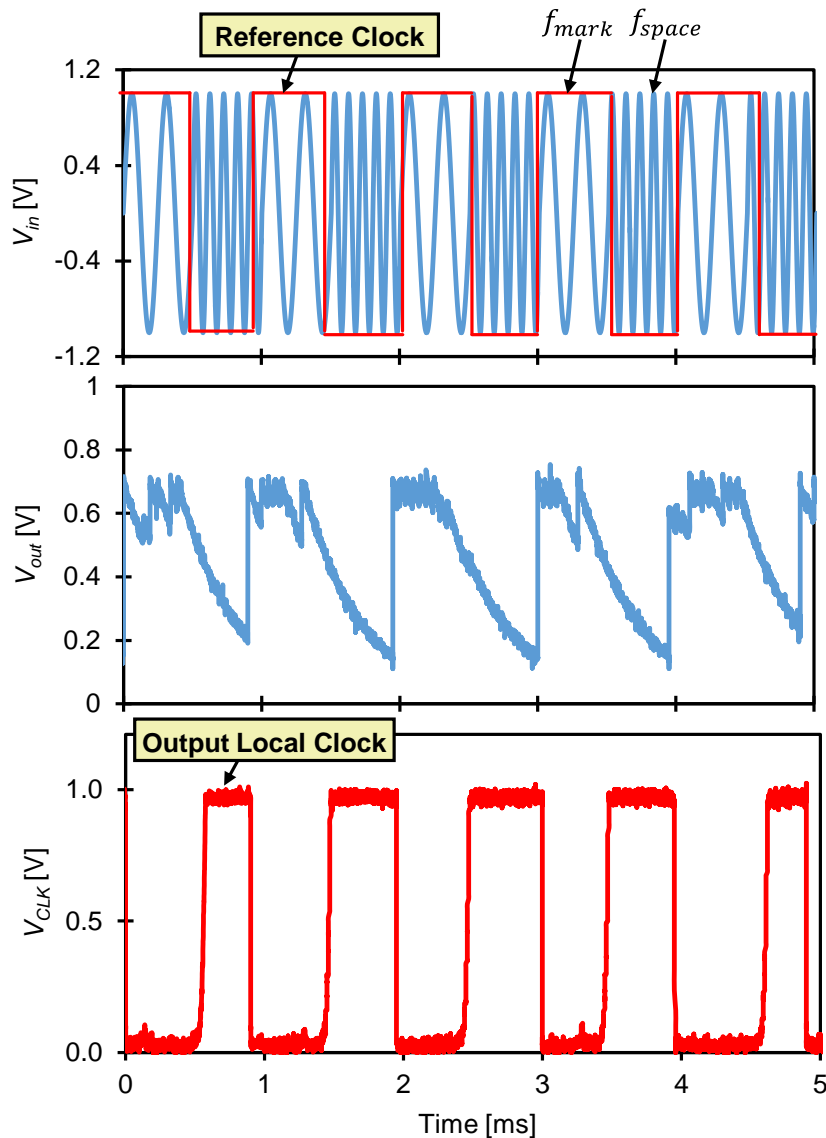 Reference Clock
f_mark f_space
1.2
0.4
-0.4
-1.2
V_in [V]
1
0.8
0.6
0.4
0.2
0
V_out [V]
Output Local Clock
1.0
0.5
0.0
V_CLK [V]
0 1 2 3 4 5
Time [ms]